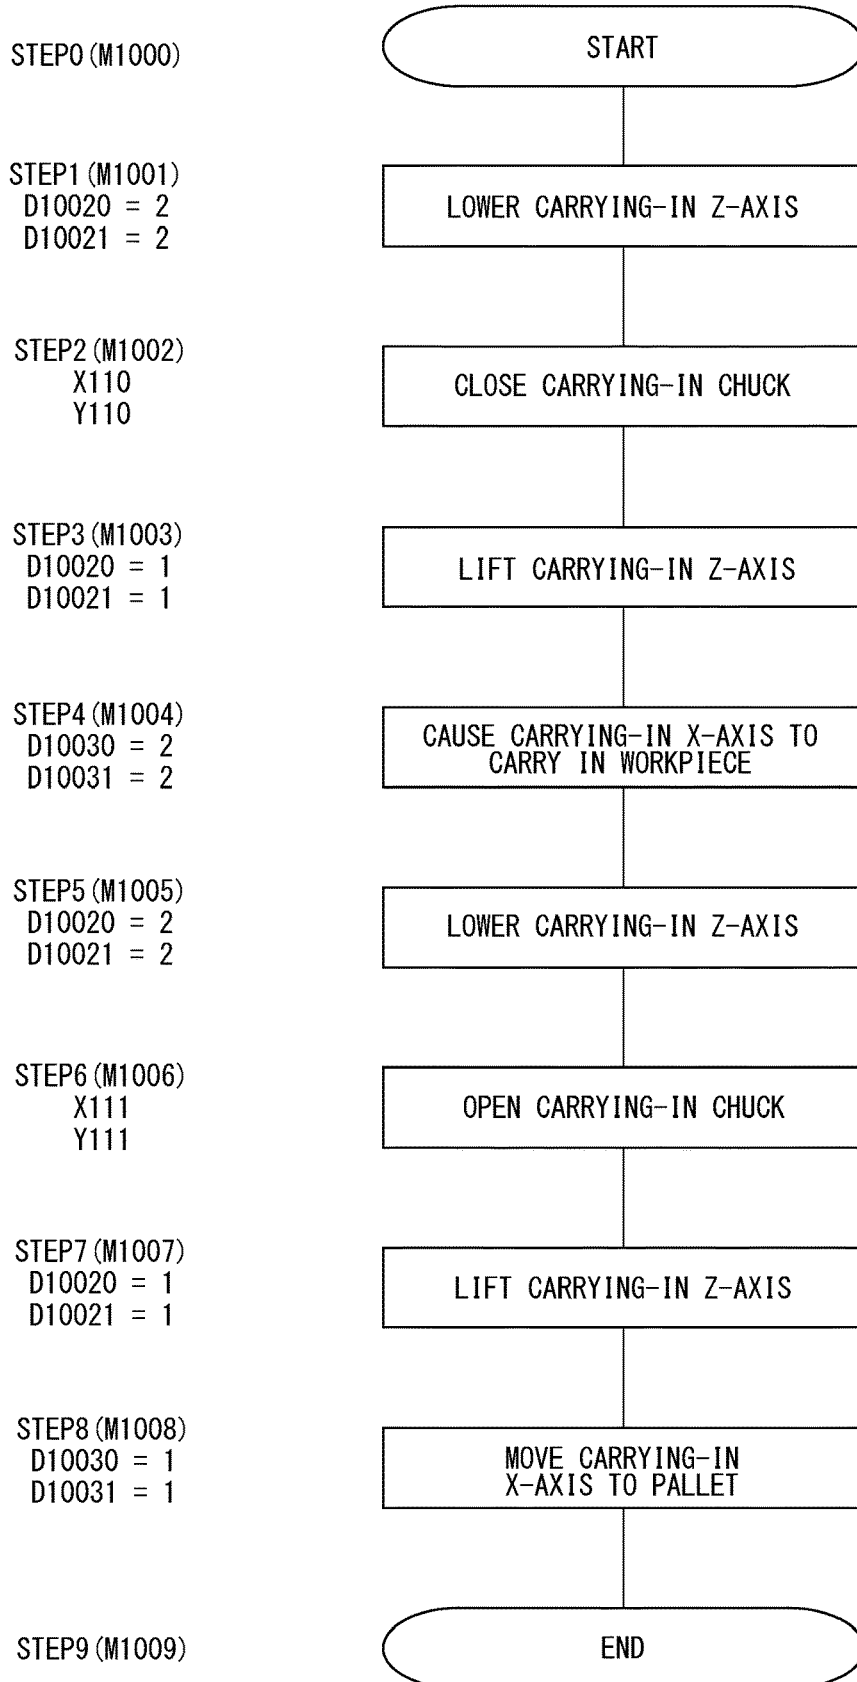 STEP0(M1000)
START
STEP1(M1001)
D10020 = 2
D10021 = 2
LOWER CARRYING-IN Z-AXIS
STEP2(M1002)
X110
Y110
CLOSE CARRYING-IN CHUCK
STEP3(M1003)
D10020 = 1
D10021 = 1
LIFT CARRYING-IN Z-AXIS
STEP4(M1004)
D10030 = 2
D10031 = 2
CAUSE CARRYING-IN X-AXIS TO
CARRY IN WORKPIECE
STEP5(M1005)
D10020 = 2
D10021 = 2
LOWER CARRYING-IN Z-AXIS
STEP6(M1006)
X111
Y111
OPEN CARRYING-IN CHUCK
STEP7(M1007)
D10020 = 1
D10021 = 1
LIFT CARRYING-IN Z-AXIS
STEP8(M1008)
D10030 = 1
D10031 = 1
MOVE CARRYING-IN
X-AXIS TO PALLET
STEP9(M1009)
END